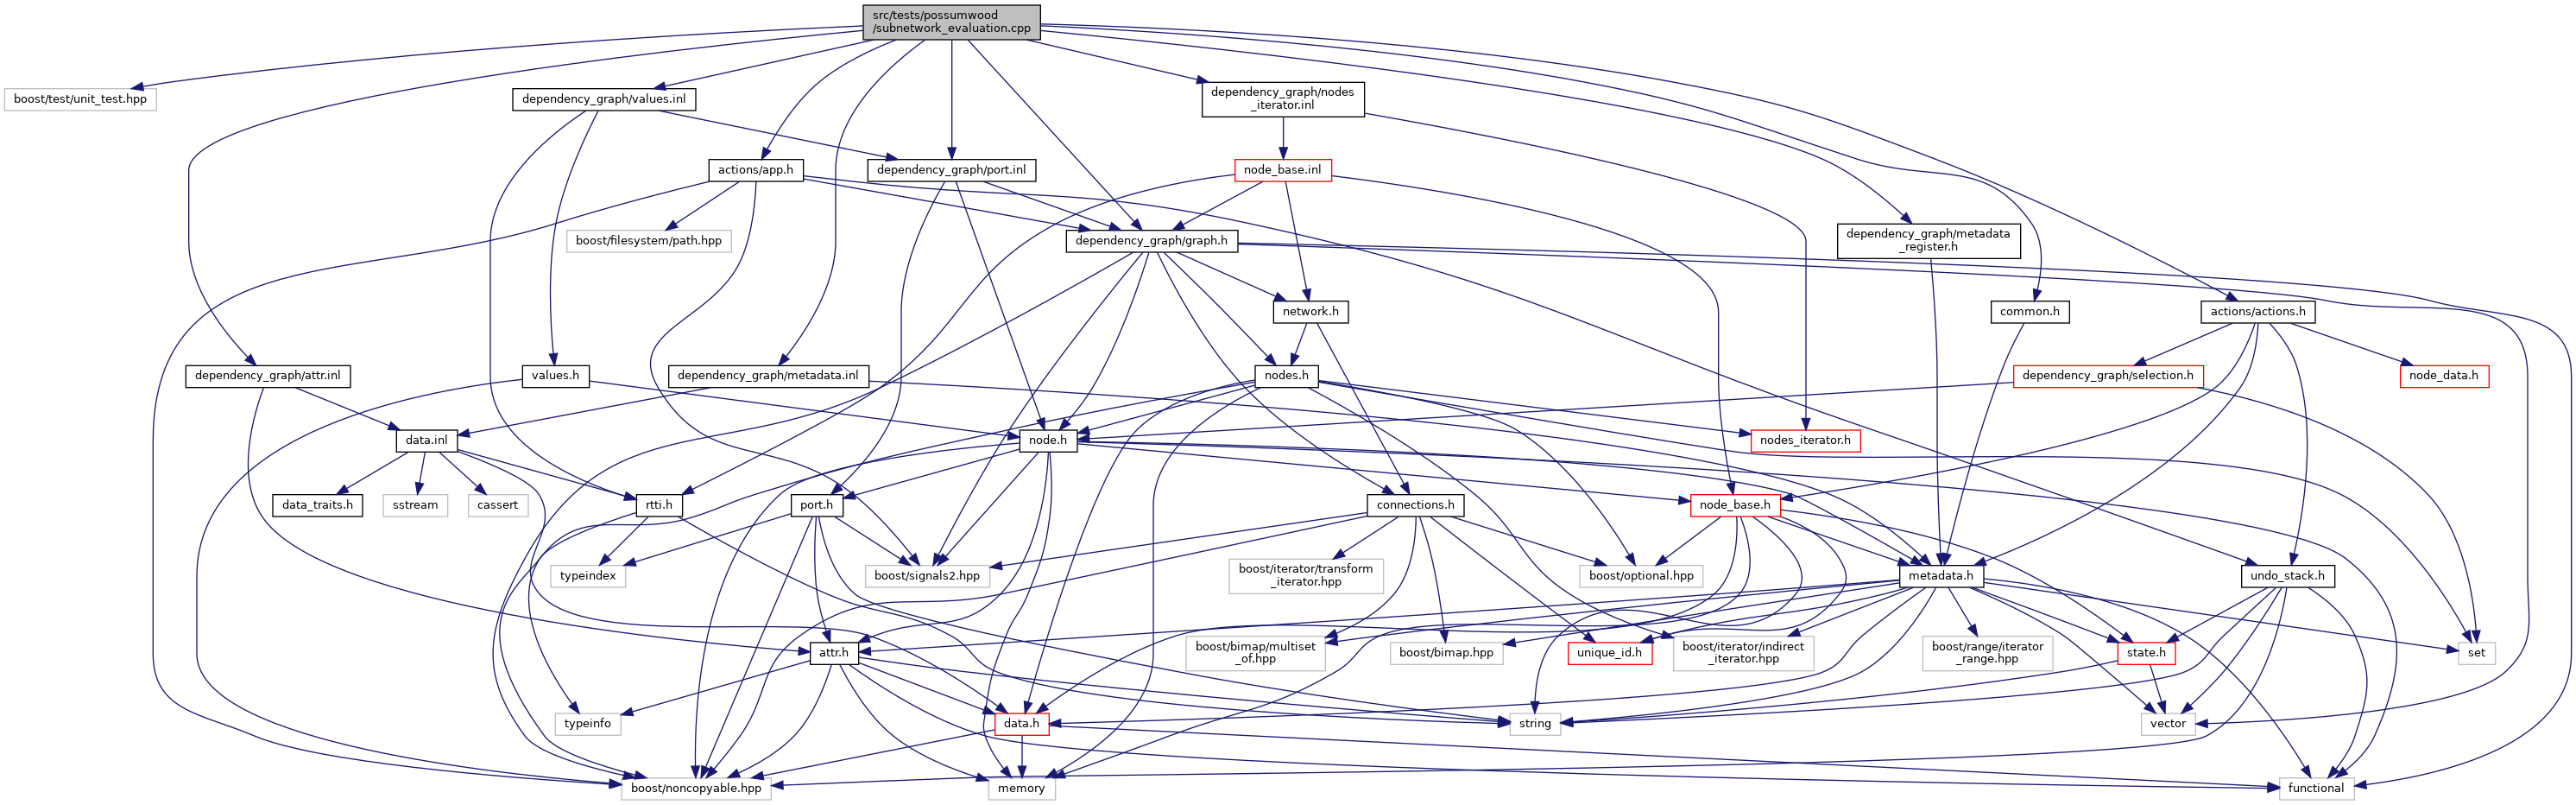 src/tests/possumwood
/subnetwork_evaluation.cpp
boost/test/unit_test.hpp
dependency_graph/values.inl
dependency_graph/nodes
_iterator.inl
actions/app.h
dependency_graph/port.inl
node_base.inl
boost/filesystem/path.hpp
dependency_graph/graph.h
dependency_graph/metadata
_register.h
network.h
common.h
actions/actions.h
dependency_graph/attr.inl
values.h
dependency_graph/metadata.inl
nodes.h
dependency_graph/selection.h
node_data.h
data.inl
node.h
nodes_iterator.h
data_traits.h
sstream
cassert
rtti.h
port.h
connections.h
node_base.h
typeindex
boost/signals2.hpp
boost/iterator/transform
_iterator.hpp
boost/optional.hpp
metadata.h
undo_stack.h
attr.h
boost/bimap/multiset
_of.hpp
boost/bimap.hpp
unique_id.h
boost/iterator/indirect
_iterator.hpp
boost/range/iterator
_range.hpp
state.h
set
typeinfo
data.h
string
vector
boost/noncopyable.hpp
memory
functional